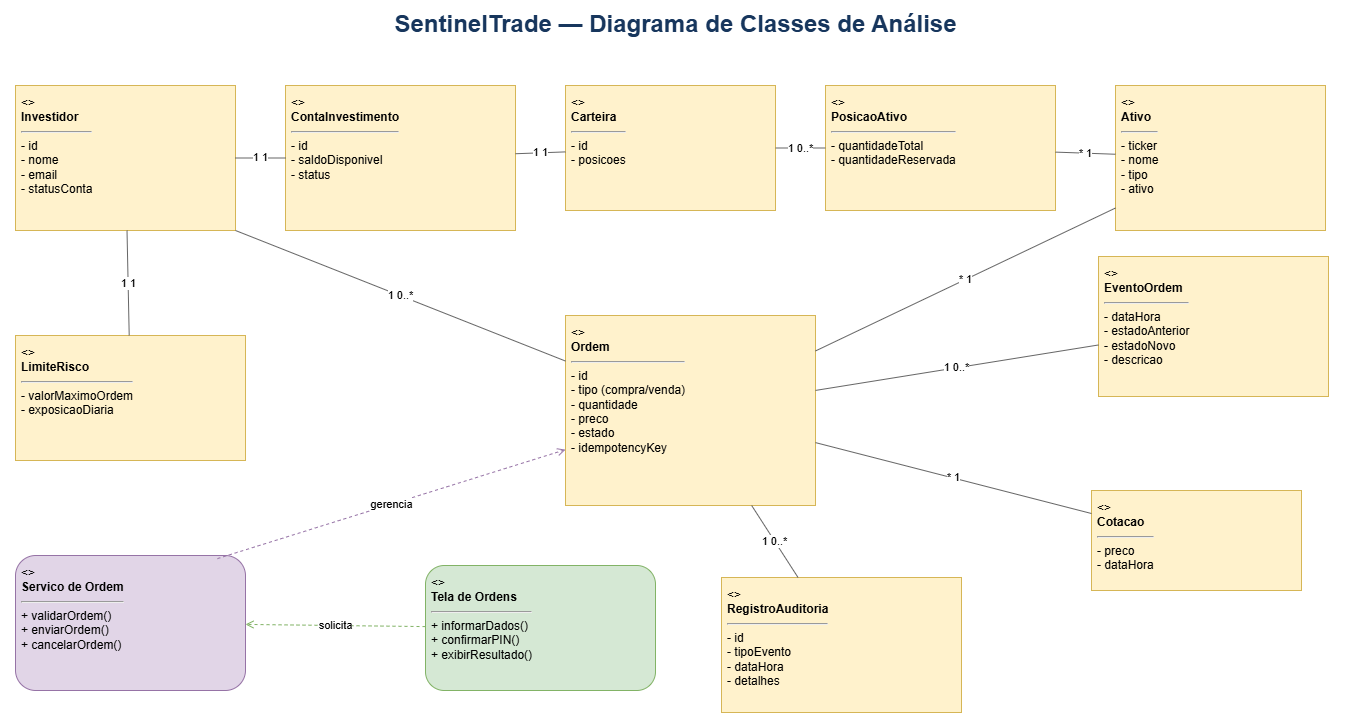 SentinelTrade — Diagrama de Classes de Análise
<>
Investidor
- id
- nome
- email
- statusConta
1 1
<>
ContaInvestimento
- id
- saldoDisponivel
- status
1 1
<>
Carteira
- id
- posicoes
1 0..*
<>
PosicaoAtivo
- quantidadeTotal
- quantidadeReservada
* 1
<>
Ativo
- ticker
- nome
- tipo
- ativo
1 1
1 0..*
* 1
<>
EventoOrdem
- dataHora
- estadoAnterior
- estadoNovo
- descricao
<>
LimiteRisco
- valorMaximoOrdem
- exposicaoDiaria
<>
Ordem
- id
- tipo (compra/venda)
- quantidade
- preco
- estado
- idempotencyKey
1 0..*
* 1
gerencia
<>
Cotacao
- preco
- dataHora
1 0..*
<>
Servico de Ordem
+ validarOrdem()
+ enviarOrdem()
+ cancelarOrdem()
solicita
<>
Tela de Ordens
+ informarDados()
+ confirmarPIN()
+ exibirResultado()
<>
RegistroAuditoria
- id
- tipoEvento
- dataHora
- detalhes